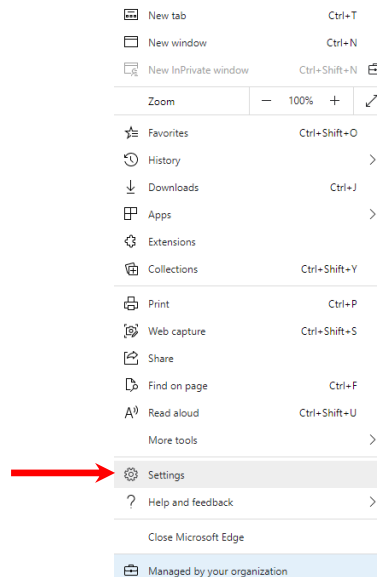 New tab Ctrl+T
New window Ctrl+N
New InPrivate window Ctrl+Shift+N
Zoom — 100% +
Favorites Ctrl+Shift+O
History
Downloads Ctrl+J
Apps
Extensions
Collections Ctrl+Shift+Y
Print Ctrl+P
Web capture Ctrl+Shift+S
Share
Find on page Ctrl+F
Read aloud Ctrl+Shift+U
More tools
Settings
Help and feedback
Close Microsoft Edge
Managed by your organization